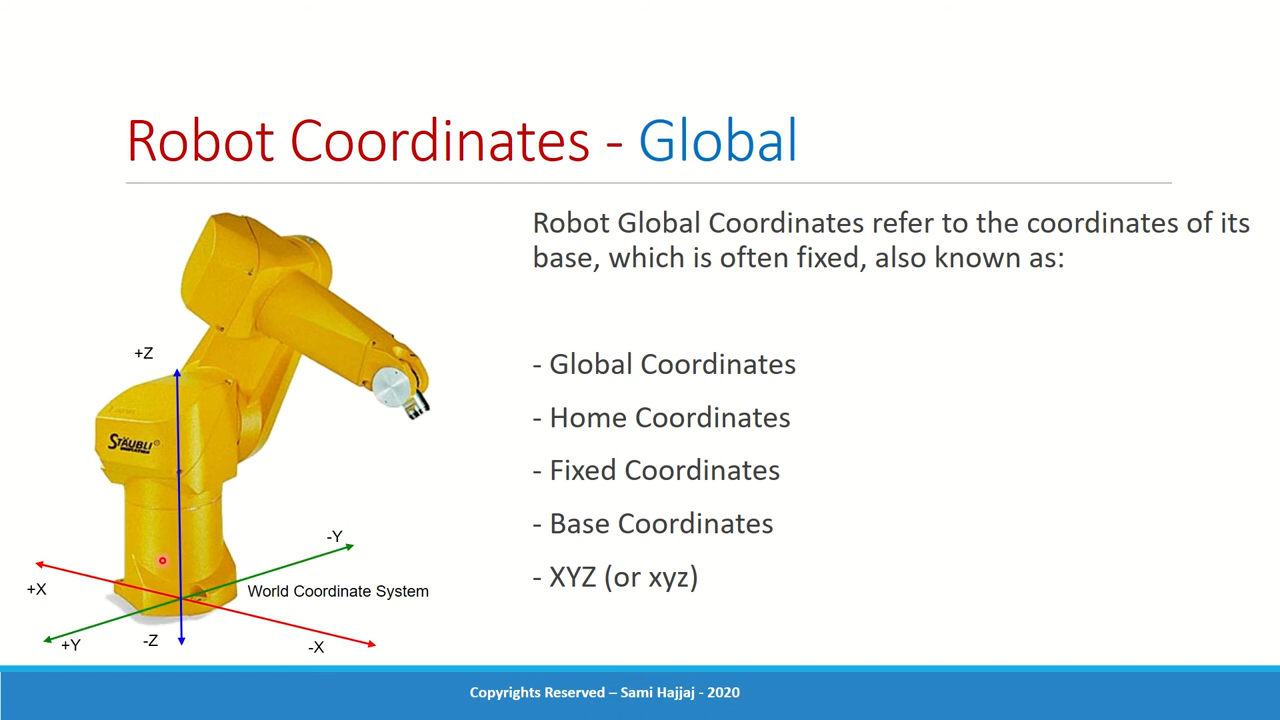 Robot Coordinates - Global
Robot Global Coordinates refer to the coordinates of its
base, which is often fixed, also known as:
- Global Coordinates
- Home Coordinates
- Fixed Coordinates
- Base Coordinates
- XYZ (or xyz)
+Z
STÄUBLI
-Y
+X
World Coordinate System
+Y
-Z
-X
Copyrights Reserved – Sami Hajjaj - 2020